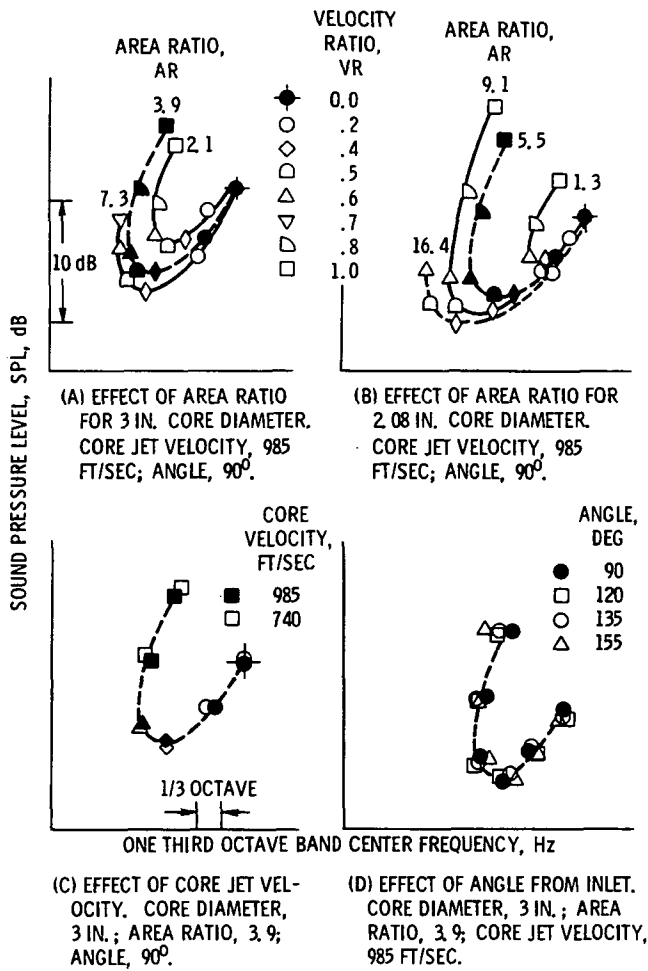 AREA RATIO,
AR
VELOCITY
RATIO,
VR
AREA RATIO,
AR
3.9
2.1
7.3
10 dB
0.0
.2
.4
.5
.6
.7
.8
1.0
9.1
5.5
1.3
16.4
SOUND PRESSURE LEVEL, SPL, dB
(A) EFFECT OF AREA RATIO
FOR 3 IN. CORE DIAMETER.
CORE JET VELOCITY, 985
FT/SEC; ANGLE, 90⁰.
(B) EFFECT OF AREA RATIO FOR
2.08 IN. CORE DIAMETER.
CORE JET VELOCITY, 985
FT/SEC; ANGLE, 90⁰.
CORE
VELOCITY,
FT/SEC
985
740
1/3 OCTAVE
ANGLE,
DEG
90
120
135
155
ONE THIRD OCTAVE BAND CENTER FREQUENCY, Hz
(C) EFFECT OF CORE JET VEL-
OCITY. CORE DIAMETER,
3 IN.; AREA RATIO, 3.9;
ANGLE, 90⁰.
(D) EFFECT OF ANGLE FROM INLET.
CORE DIAMETER, 3 IN.; AREA
RATIO, 3.9; CORE JET VELOCITY,
985 FT/SEC.